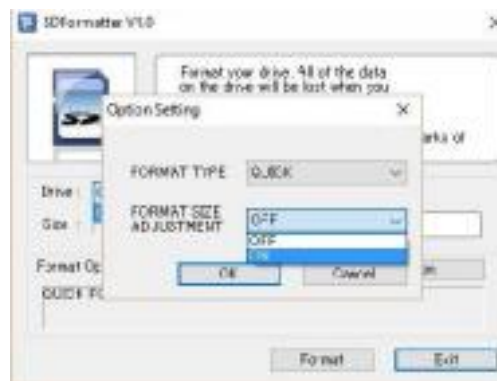 SDFormatter V1.0
Format your drive. All of the data
on the drive will be lost when you
Option Setting
arks of
FORMAT TYPE QUICK
Drive :
FORMAT SIZE
ADJUSTMENT OFF
OFF
ON
Size :
OK Cancel
Format Op
QUICK FO
Format Exit